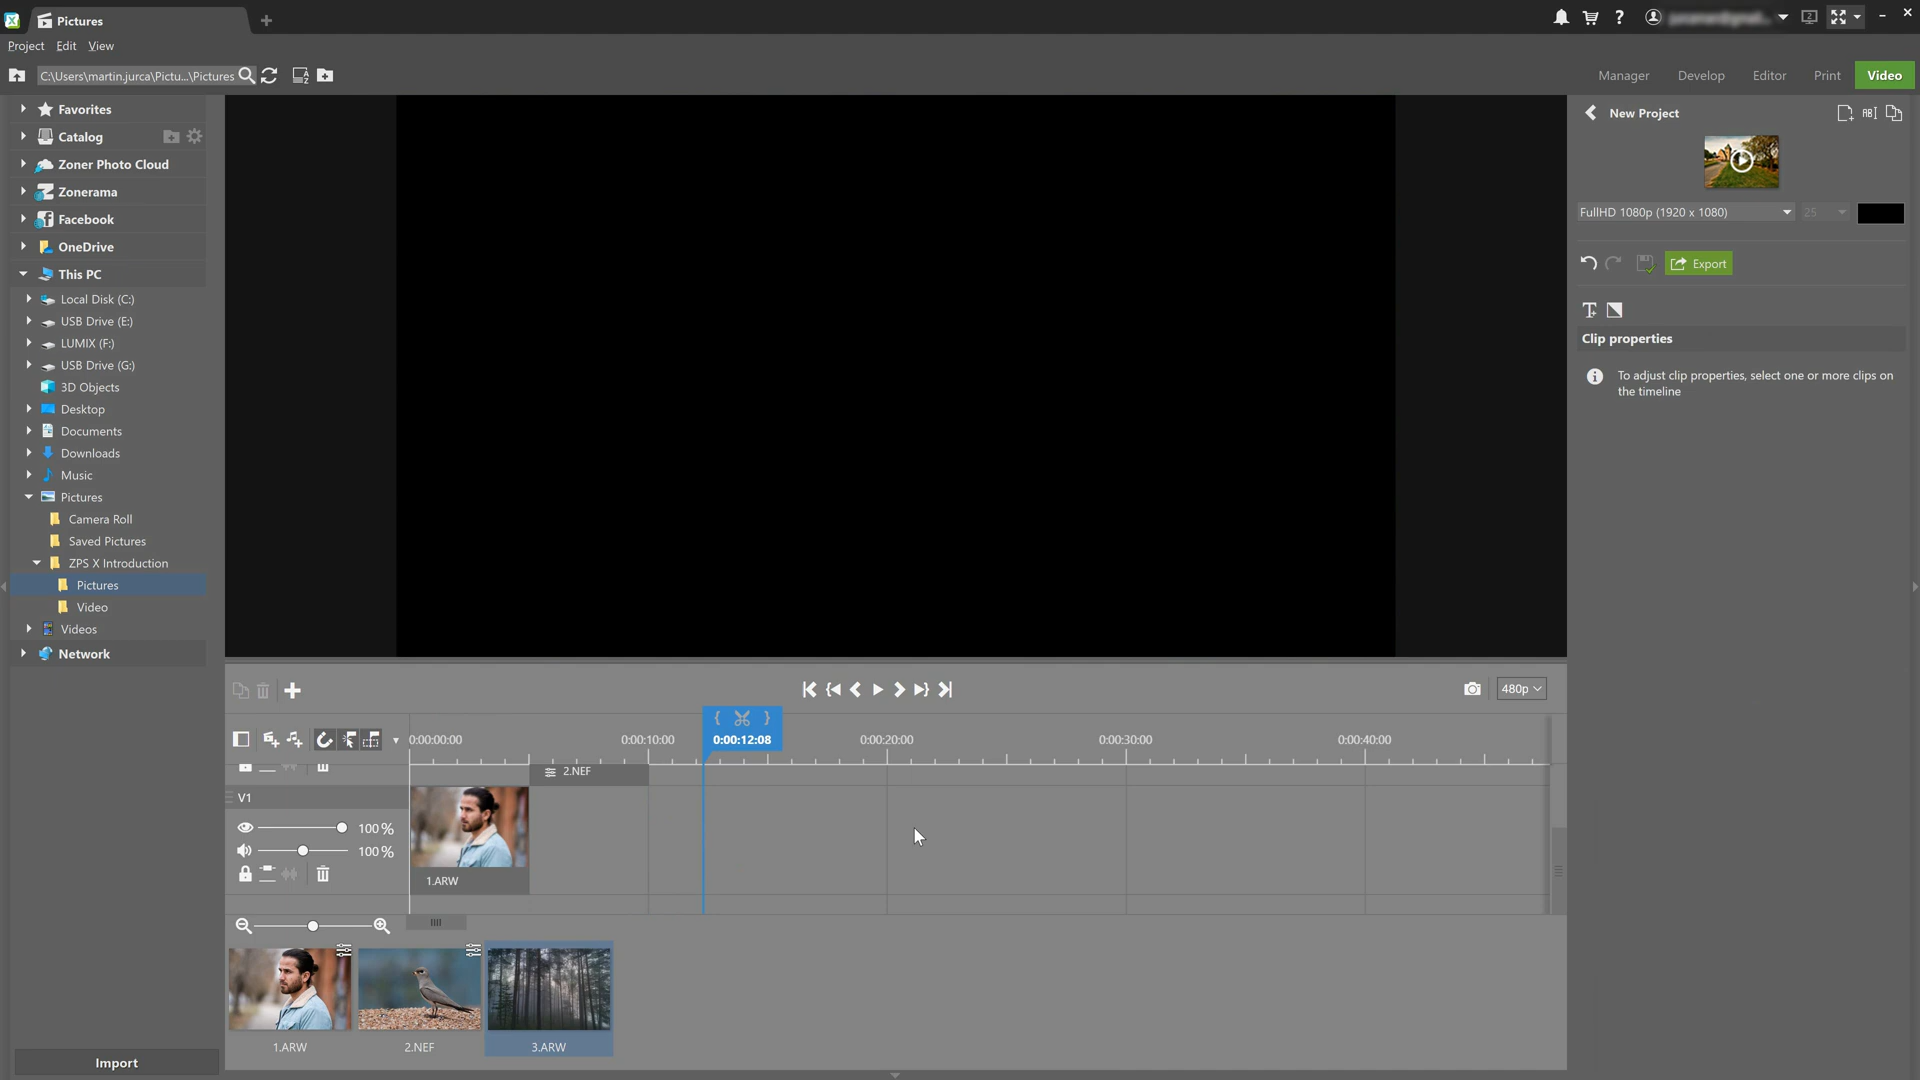 Pictures
Project Edit View
C:\Users\martin.jurca\Pictu...\Pictures
Manager Develop Editor Print Video
Favorites
Catalog
Zoner Photo Cloud
Zonerama
Facebook
OneDrive
This PC
Local Disk (C:)
USB Drive (E:)
LUMIX (F:)
USB Drive (G:)
3D Objects
Desktop
Documents
Downloads
Music
Pictures
Camera Roll
Saved Pictures
ZPS X Introduction
Pictures
Video
Videos
Network
Import
New Project
FullHD 1080p (1920 x 1080) 25
Export
Clip properties
To adjust clip properties, select one or more clips on
the timeline
480p
0:00:00:00 0:00:10:00 0:00:12:08 0:00:20:00 0:00:30:00 0:00:40:00
2.NEF
V1
100%
100%
1.ARW
1.ARW 2.NEF 3.ARW